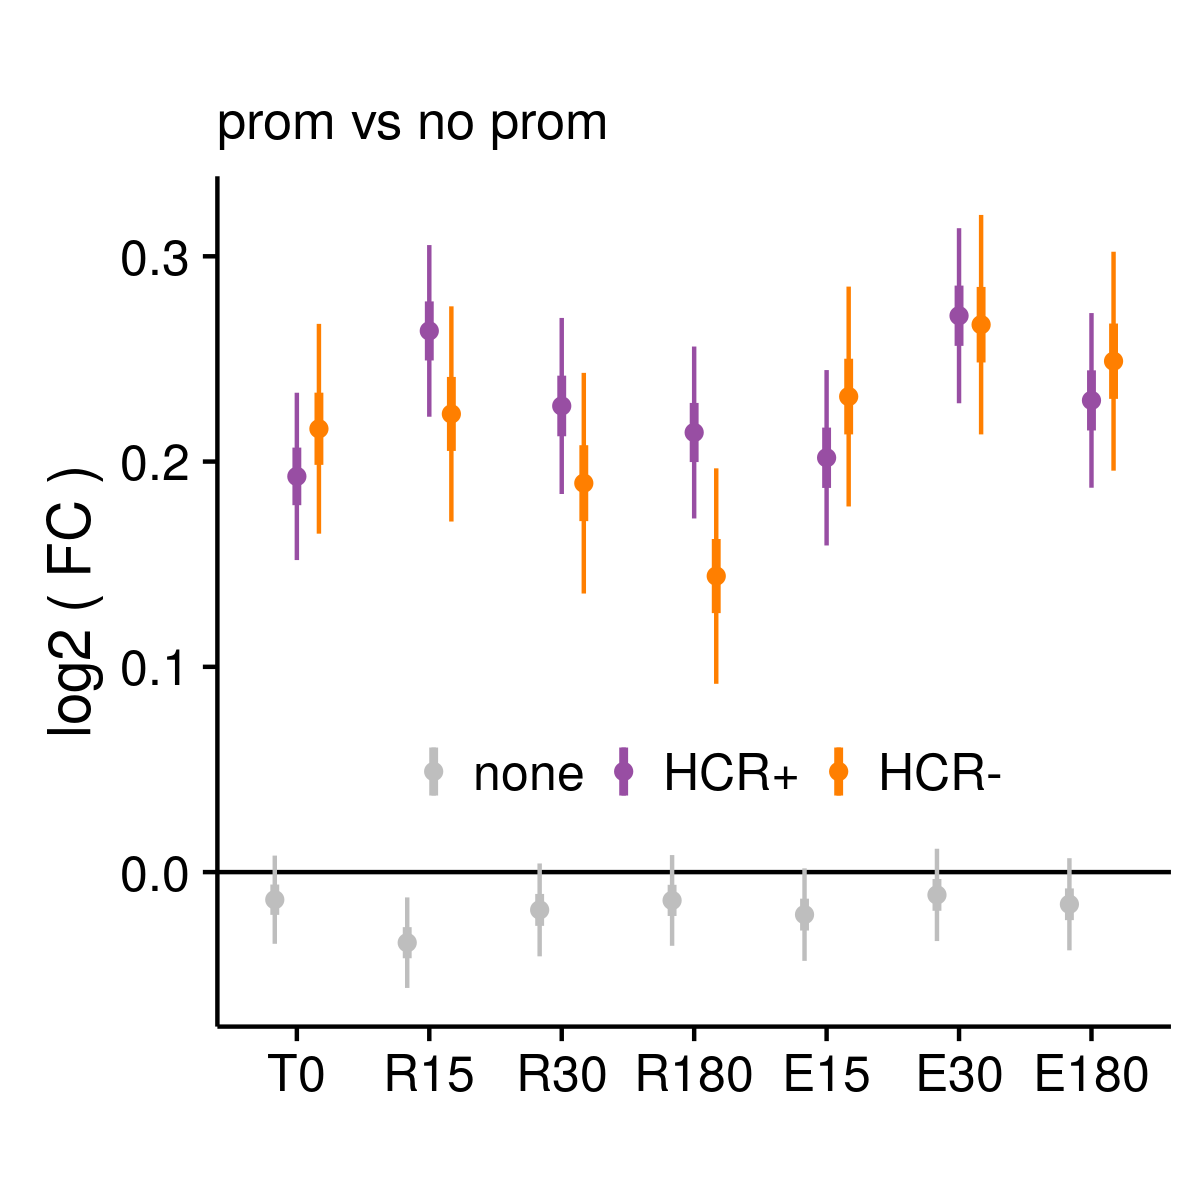 prom vs no prom
log2 ( FC )
0.3
0.2
0.1
0.0
none HCR+ HCR-
T0 R15 R30 R180 E15 E30 E180